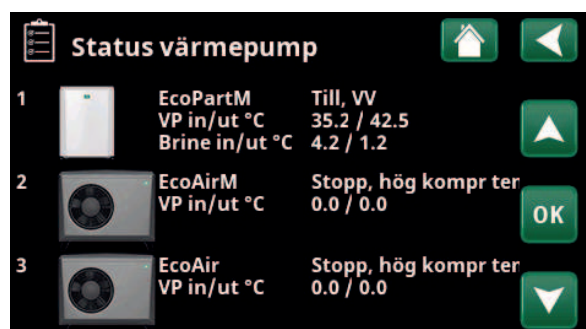 Status värmepump
1 EcoPartM Till, VV
VP in/ut °C 35.2 / 42.5
Brine in/ut °C 4.2 / 1.2
2 EcoAirM Stopp, hög kompr ten
VP in/ut °C 0.0 / 0.0
OK
3 EcoAir Stopp, hög kompr ten
VP in/ut °C 0.0 / 0.0